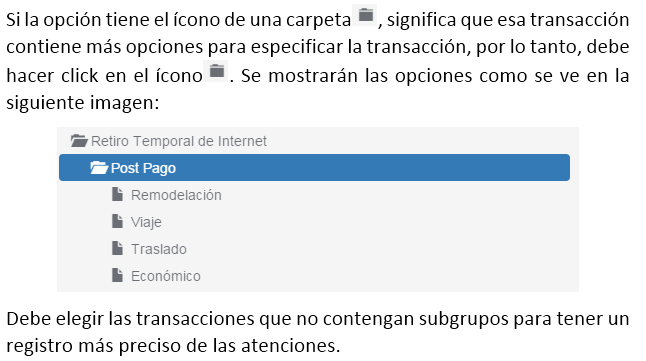 Si la opción tiene el ícono de una carpeta , significa que esa transacción
contiene más opciones para especificar la transacción, por lo tanto, debe
hacer click en el ícono . Se mostrarán las opciones como se ve en la
siguiente imagen:
Retiro Temporal de Internet
Post Pago
Remodelación
Viaje
Traslado
Económico
Debe elegir las transacciones que no contengan subgrupos para tener un
registro más preciso de las atenciones.